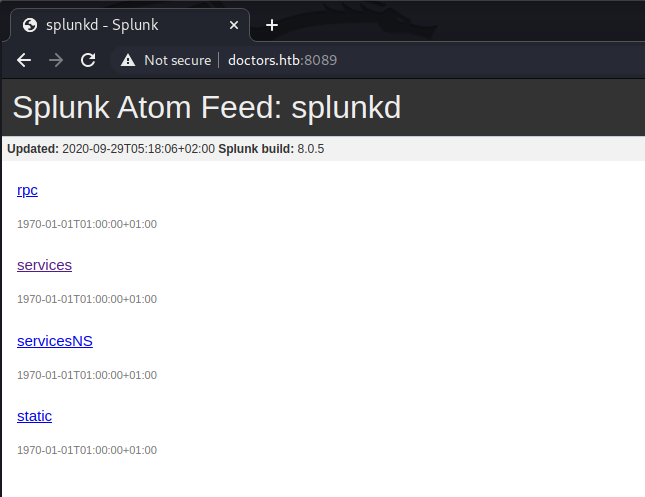 splunkd - Splunk
Not secure doctors.htb:8089
Splunk Atom Feed: splunkd
Updated: 2020-09-29T05:18:06+02:00 Splunk build: 8.0.5
rpc
1970-01-01T01:00:00+01:00
services
1970-01-01T01:00:00+01:00
servicesNS
1970-01-01T01:00:00+01:00
static
1970-01-01T01:00:00+01:00